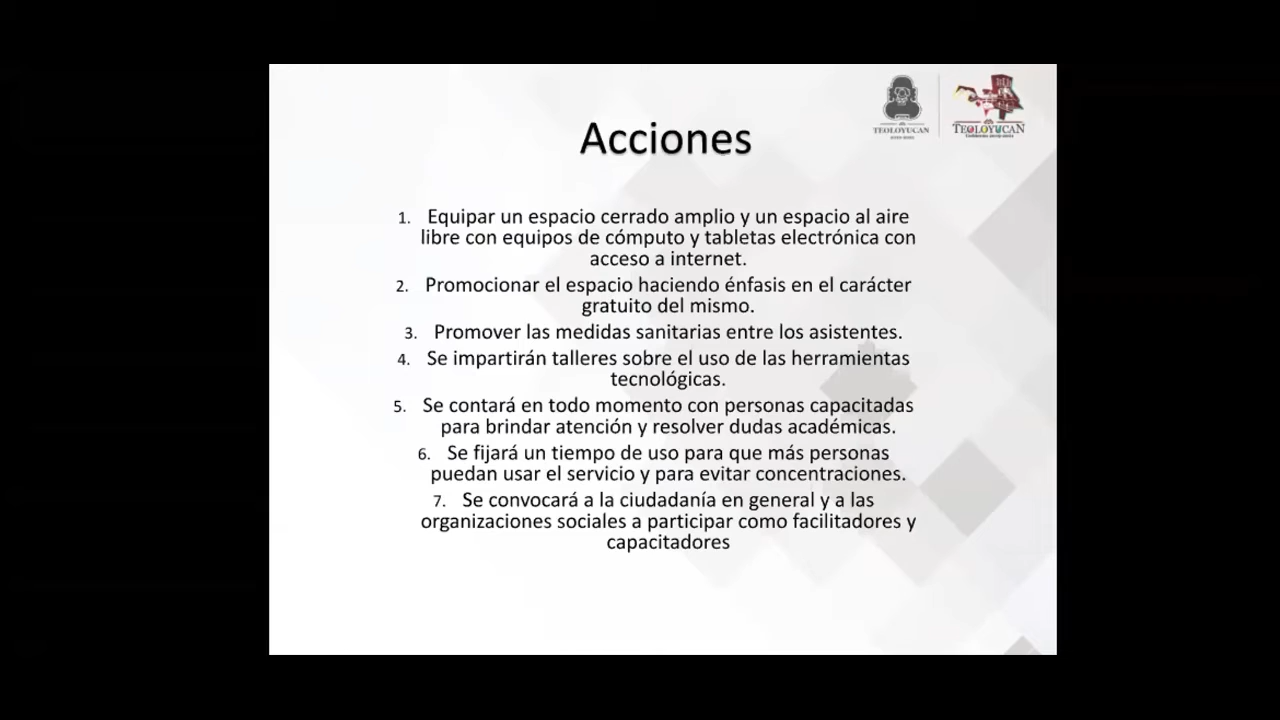 TEOLOYUCAN
TEOLOYUCAN
Acciones
1. Equipar un espacio cerrado amplio y un espacio al aire
libre con equipos de cómputo y tabletas electrónica con
acceso a internet.
2. Promocionar el espacio haciendo énfasis en el carácter
gratuito del mismo.
3. Promover las medidas sanitarias entre los asistentes.
4. Se impartirán talleres sobre el uso de las herramientas
tecnológicas.
5. Se contará en todo momento con personas capacitadas
para brindar atención y resolver dudas académicas.
6. Se fijará un tiempo de uso para que más personas
puedan usar el servicio y para evitar concentraciones.
7. Se convocará a la ciudadanía en general y a las
organizaciones sociales a participar como facilitadores y
capacitadores